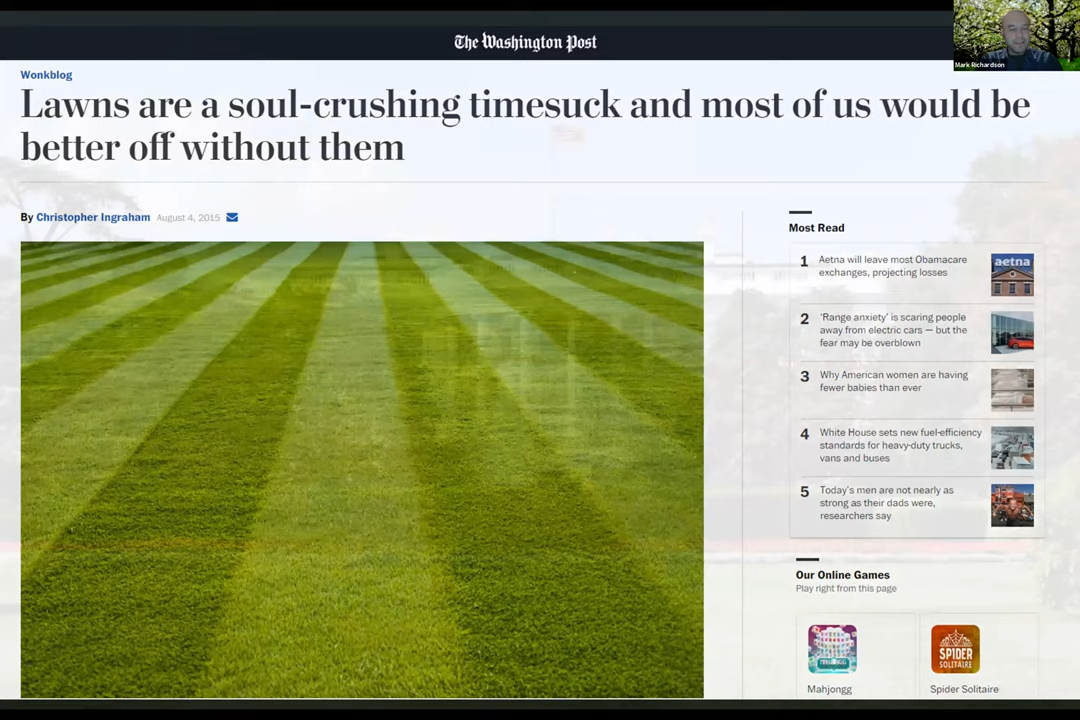 The Washington Post
Mark Richardson
Wonkblog
Lawns are a soul-crushing timesuck and most of us would be
better off without them
By Christopher Ingraham August 4, 2015
Most Read
1 Aetna will leave most Obamacare
exchanges, projecting losses
aetna
2 ‘Range anxiety’ is scaring people
away from electric cars — but the
fear may be overblown
3 Why American women are having
fewer babies than ever
4 White House sets new fuel-efficiency
standards for heavy-duty trucks,
vans and buses
5 Today’s men are not nearly as
strong as their dads were,
researchers say
Our Online Games
Play right from this page
SPIDER
SOLITAIRE
Mahjongg
Spider Solitaire